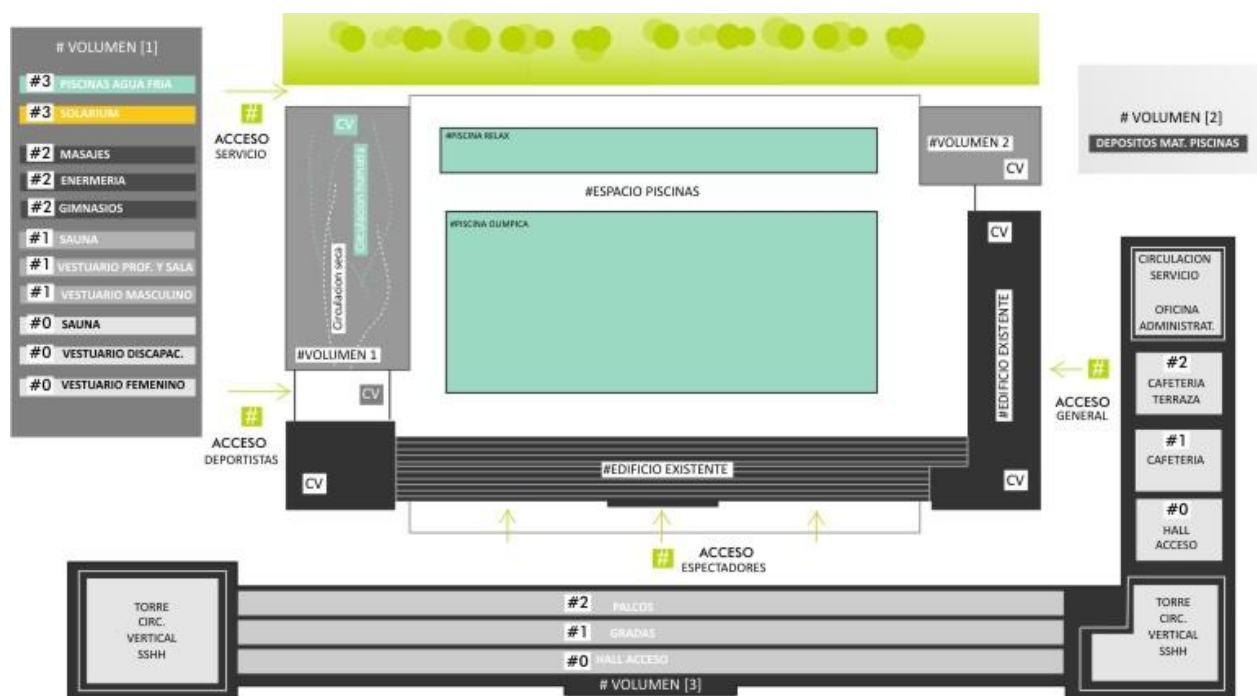 # VOLUMEN [1]
#3 PISCINAS AGUA FRIA
#3 SOLARIUM
#2 MASAJES
#2 ENERMERIA
#2 GIMNASIOS
#1 SAUNA
#1 VESTUARIO PROF. Y SALA
#1 VESTUARIO MASCULINO
#0 SAUNA
#0 VESTUARIO DISCAPAC.
#0 VESTUARIO FEMENINO
#
ACCESO
SERVICIO
#
ACCESO
DEPORTISTAS
CV
Circulacion humeda
Circulacion seca
#VOLUMEN 1
CV
CV
#PISCINA RELAX
#ESPACIO PISCINAS
#PISCINA OLIMPICA
#VOLUMEN 2
CV
CV
#EDIFICIO EXISTENTE
CV
#EDIFICIO EXISTENTE
#
ACCESO
ESPECTADORES
#
ACCESO
GENERAL
# VOLUMEN [2]
DEPOSITOS MAT. PISCINAS
CIRCULACION
SERVICIO
OFICINA
ADMINISTRAT.
#2
CAFETERIA
TERRAZA
#1
CAFETERIA
#0
HALL
ACCESO
TORRE
CIRC.
VERTICAL
SSHH
#2 PALCOS
#1 GRADAS
#0 HALL ACCESO
# VOLUMEN [3]
TORRE
CIRC.
VERTICAL
SSHH